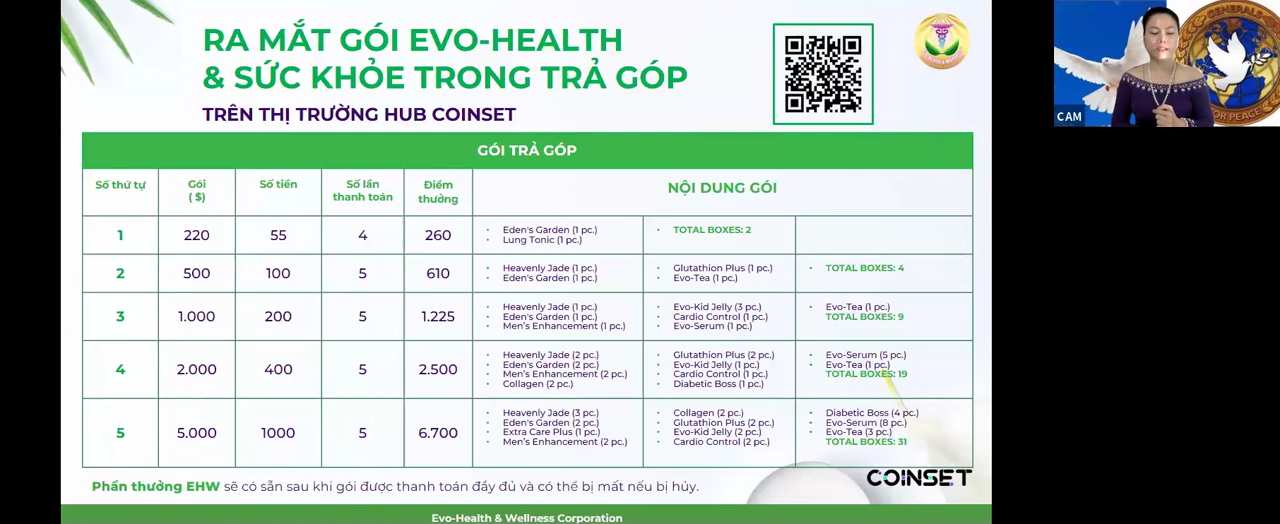 RA MẮT GÓI EVO-HEALTH
& SỨC KHỎE TRONG TRẢ GÓP
TRÊN THỊ TRƯỜNG HUB COINSET
GENERALS
FOR PEACE
CAM
GÓI TRẢ GÓP
Số thứ tự
Gói
( $)
Số tiền
Số lần
thanh toán
Điểm
thưởng
NỘI DUNG GÓI
1
220
55
4
260
Eden's Garden (1 pc.)
Lung Tonic (1 pc.)
TOTAL BOXES: 2
2
500
100
5
610
Heavenly Jade (1 pc.)
Eden's Garden (1 pc.)
Glutathion Plus (1 pc.)
Evo-Tea (1 pc.)
TOTAL BOXES: 4
3
1.000
200
5
1.225
Heavenly Jade (1 pc.)
Eden's Garden (1 pc.)
Men's Enhancement (1 pc.)
Evo-Kid Jelly (3 pc.)
Cardio Control (1 pc.)
Evo-Serum (1 pc.)
Evo-Tea (1 pc.)
TOTAL BOXES: 9
4
2.000
400
5
2.500
Heavenly Jade (2 pc.)
Eden's Garden (2 pc.)
Men's Enhancement (2 pc.)
Collagen (2 pc.)
Glutathion Plus (2 pc.)
Evo-Kid Jelly (1 pc.)
Cardio Control (1 pc.)
Diabetic Boss (1 pc.)
Evo-Serum (5 pc.)
Evo-Tea (1 pc.)
TOTAL BOXES: 19
5
5.000
1000
5
6.700
Heavenly Jade (3 pc.)
Eden's Garden (2 pc.)
Extra Care Plus (1 pc.)
Men's Enhancement (2 pc.)
Collagen (2 pc.)
Glutathion Plus (2 pc.)
Evo-Kid Jelly (2 pc.)
Cardio Control (2 pc.)
Diabetic Boss (4 pc.)
Evo-Serum (8 pc.)
Evo-Tea (3 pc.)
TOTAL BOXES: 31
COINSET
Phần thưởng EHW sẽ có sẵn sau khi gói được thanh toán đầy đủ và có thể bị mất nếu bị hủy.
Evo-Health & Wellness Corporation